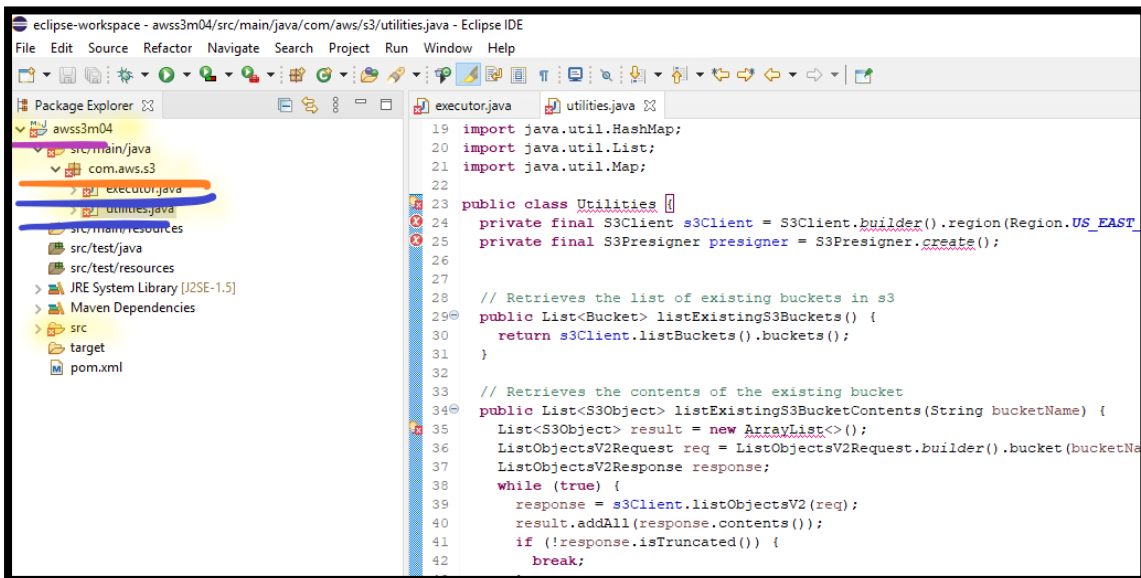 eclipse-workspace - awss3m04/src/main/java/com/aws/s3/utilities.java - Eclipse IDE
File Edit Source Refactor Navigate Search Project Run Window Help
Package Explorer
awss3m04
src/main/java
com.aws.s3
executor.java
utilities.java
src/main/resources
src/test/java
src/test/resources
JRE System Library [J2SE-1.5]
Maven Dependencies
src
target
pom.xml
executor.java utilities.java
19 import java.util.HashMap;
20 import java.util.List;
21 import java.util.Map;
22
23 public class Utilities {
24 private final S3Client s3Client = S3Client.builder().region(Region.US_EAST_
25 private final S3Presigner presigner = S3Presigner.create();
26
27
28 // Retrieves the list of existing buckets in s3
29 public List<Bucket> listExistingS3Buckets() {
30 return s3Client.listBuckets().buckets();
31 }
32
33 // Retrieves the contents of the existing bucket
34 public List<S3Object> listExistingS3BucketContents(String bucketName) {
35 List<S3Object> result = new ArrayList<>();
36 ListObjectsV2Request req = ListObjectsV2Request.builder().bucket(bucketNa
37 ListObjectsV2Response response;
38 while (true) {
39 response = s3Client.listObjectsV2(req);
40 result.addAll(response.contents());
41 if (!response.isTruncated()) {
42 break;